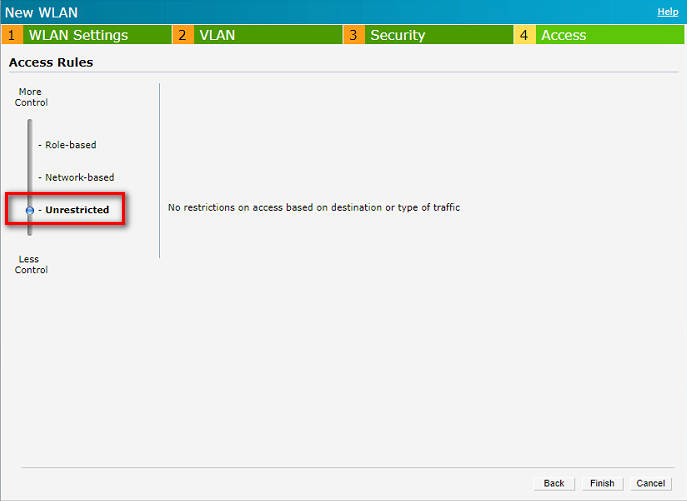 New WLAN Help
1 WLAN Settings 2 VLAN 3 Security 4 Access
Access Rules
More
Control
- Role-based
- Network-based
- Unrestricted
No restrictions on access based on destination or type of traffic
Less
Control
Back Finish Cancel